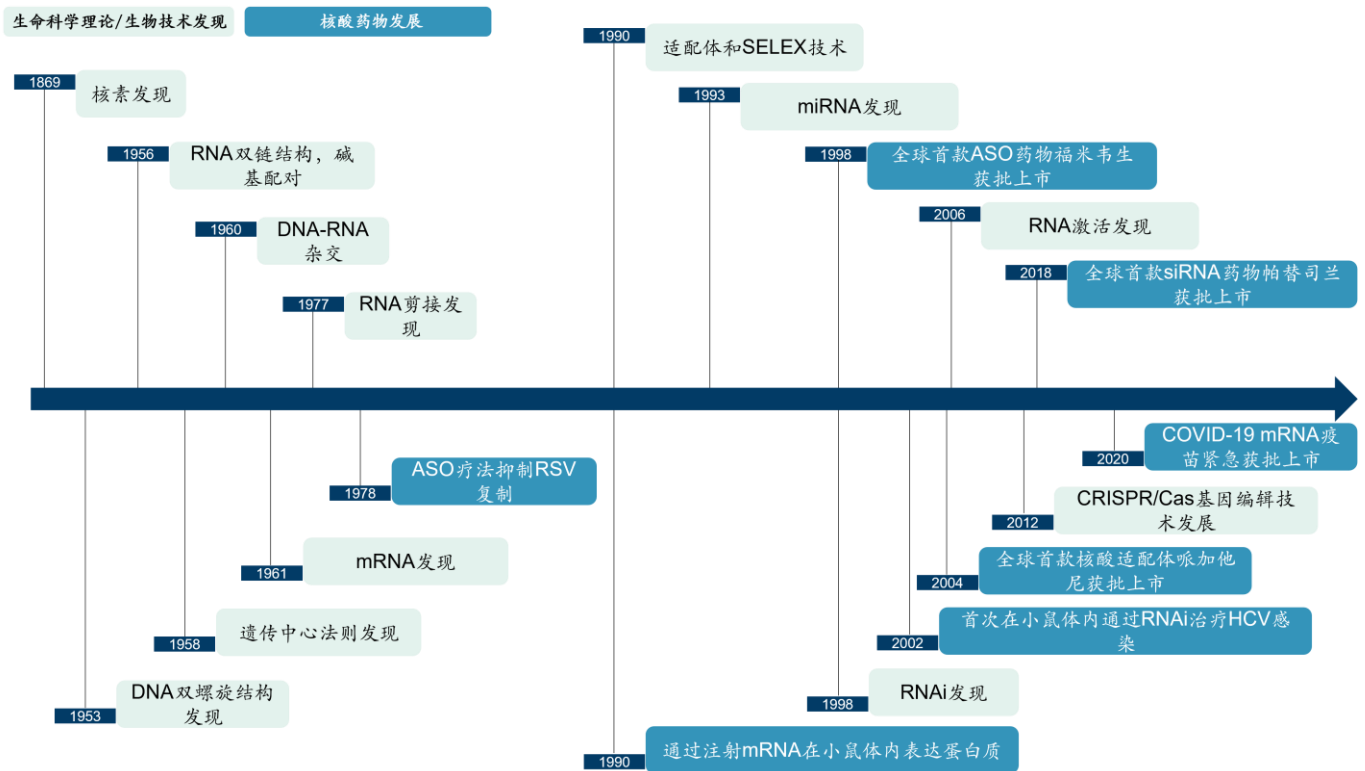 生命科学理论/生物技术发现
核酸药物发展
1990
适配体和SELEX技术
1869
核素发现
1993
miRNA发现
1956
RNA双链结构，碱
基配对
1998
全球首款ASO药物福米韦生
获批上市
1960
DNA-RNA
杂交
2006
RNA激活发现
2018
全球首款siRNA药物帕替司兰
获批上市
1977
RNA剪接发
现
COVID-19 mRNA疫
苗紧急获批上市
2020
ASO疗法抑制RSV
复制
1978
CRISPR/Cas基因编辑技
术发展
2012
mRNA发现
1961
全球首款核酸适配体哌加他
尼获批上市
2004
遗传中心法则发现
1958
首次在小鼠体内通过RNAi治疗HCV感
染
2002
DNA双螺旋结构
发现
1953
RNAi发现
1998
通过注射mRNA在小鼠体内表达蛋白质
1990